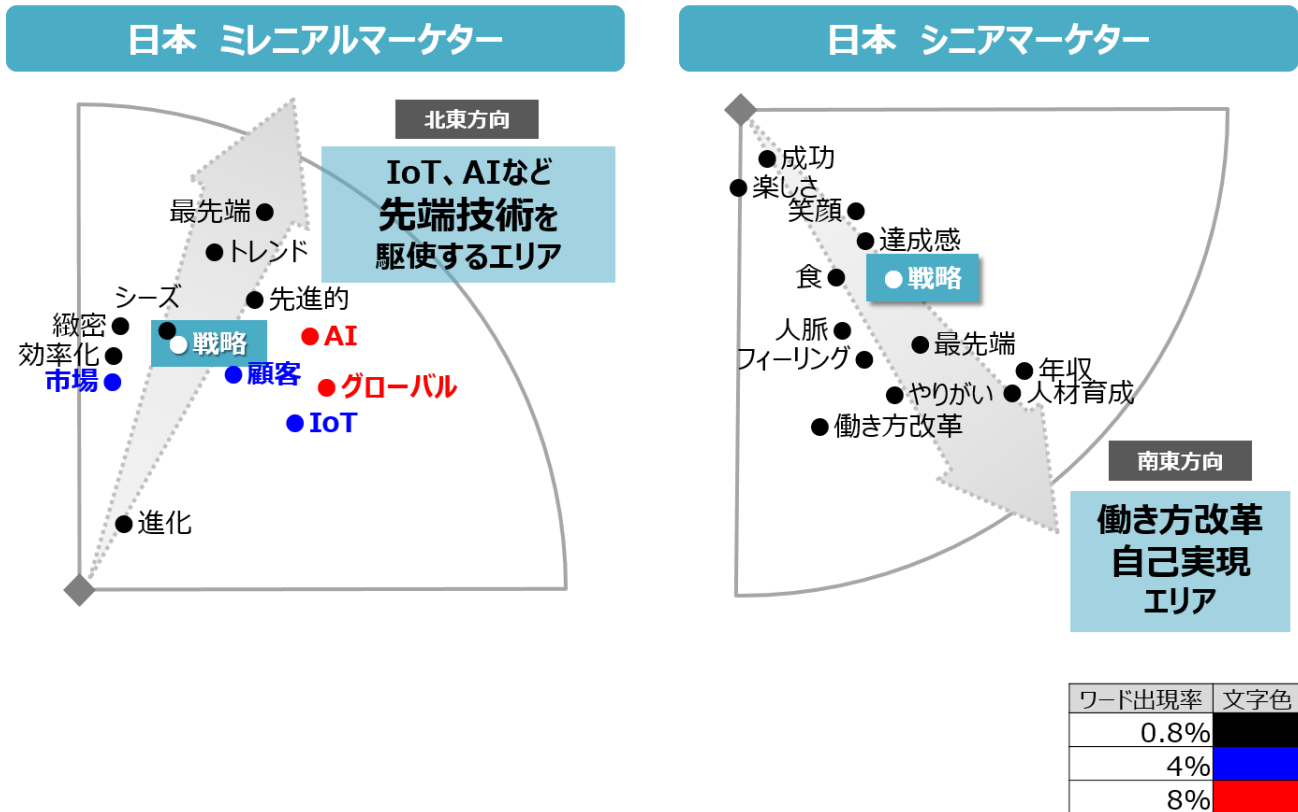 日本 ミレニアルマーケター
北東方向
IoT、AIなど
先端技術を
駆使するエリア
最先端
トレンド
シーズ
先進的
緻密
戦略
AI
効率化
市場
顧客
グローバル
IoT
進化
日本 シニアマーケター
成功
楽しさ
笑顔
達成感
食
戦略
人脈
最先端
フィーリング
年収
やりがい
人材育成
働き方改革
南東方向
働き方改革
自己実現
エリア
ワード出現率 文字色
0.8%
4%
8%